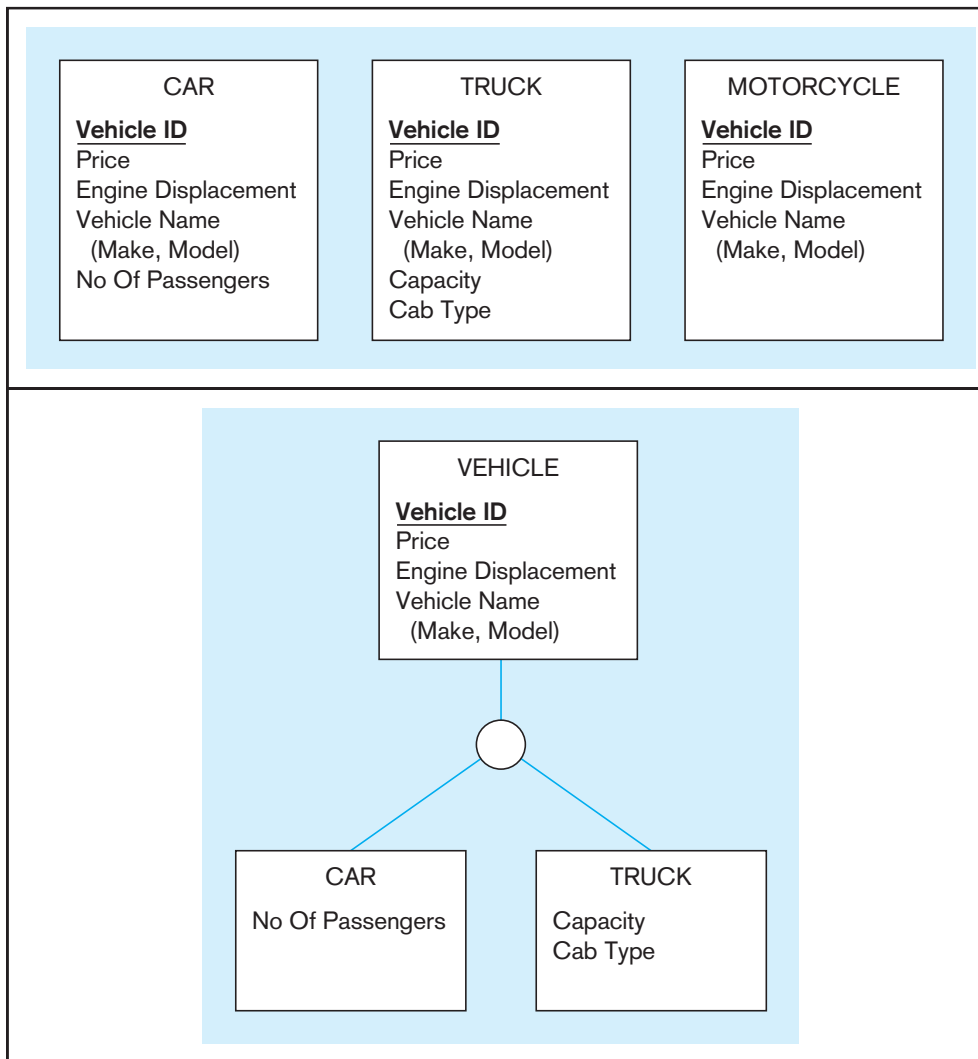 CAR
Vehicle ID
Price
Engine Displacement
Vehicle Name
(Make, Model)
No Of Passengers
TRUCK
Vehicle ID
Price
Engine Displacement
Vehicle Name
(Make, Model)
Capacity
Cab Type
MOTORCYCLE
Vehicle ID
Price
Engine Displacement
Vehicle Name
(Make, Model)
VEHICLE
Vehicle ID
Price
Engine Displacement
Vehicle Name
(Make, Model)
CAR
No Of Passengers
TRUCK
Capacity
Cab Type